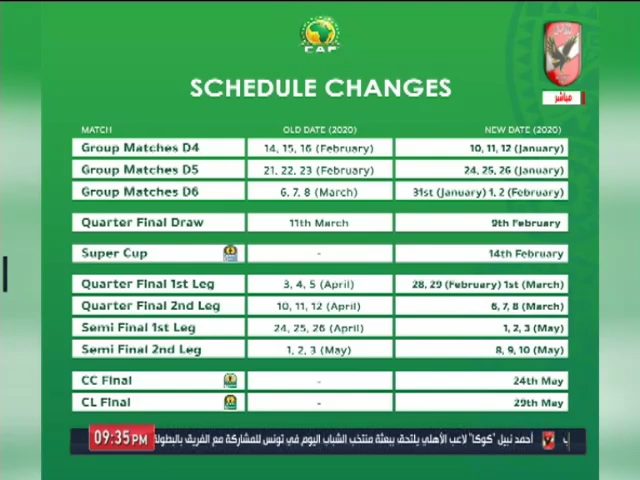 CAF
مباشر
SCHEDULE CHANGES
MATCH OLD DATE (2020) NEW DATE (2020)
Group Matches D4 14, 15, 16 (February) 10, 11, 12 (January)
Group Matches D5 21, 22, 23 (February) 24, 25, 26 (January)
Group Matches D6 6, 7, 8 (March) 31st (January) 1, 2 (February)
Quarter Final Draw 11th March 9th February
Super Cup - 14th February
Quarter Final 1st Leg 3, 4, 5 (April) 28, 29 (February) 1st (March)
Quarter Final 2nd Leg 10, 11, 12 (April) 6, 7, 8 (March)
Semi Final 1st Leg 24, 25, 26 (April) 1, 2, 3 (May)
Semi Final 2nd Leg 1, 2, 3 (May) 8, 9, 10 (May)
CC Final - 24th May
CL Final - 29th May
09:35 PM
أحمد نبيل "كوكا" لاعب الأهلي يلتحق ببعثة منتخب الشباب اليوم في تونس للمشاركة مع الفريق بالبطولة